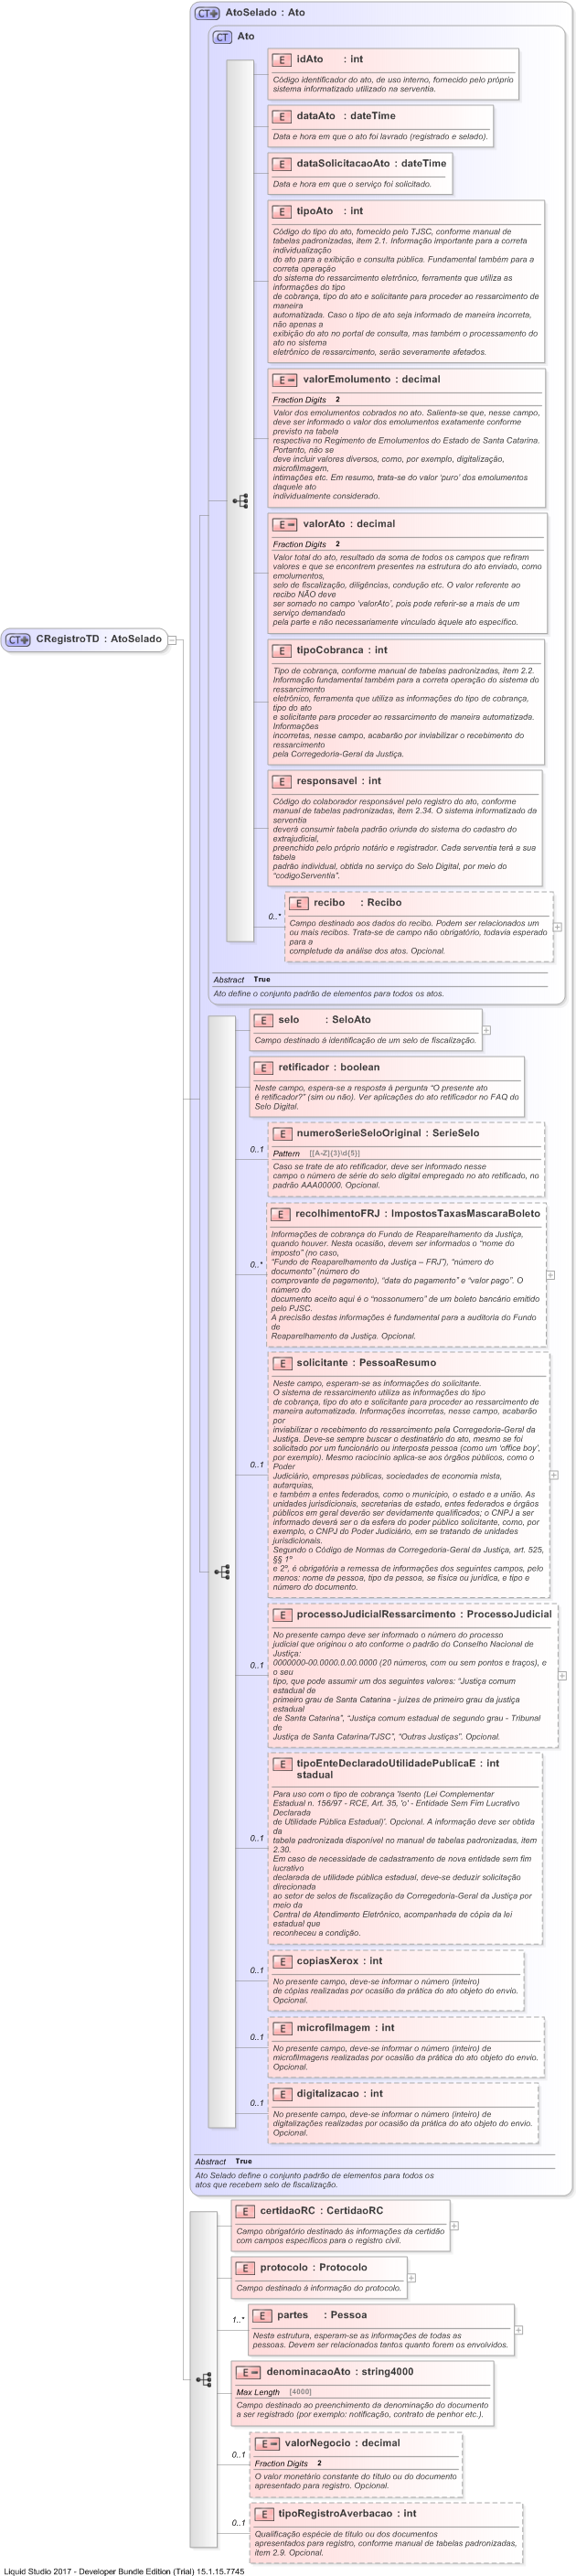 AtoSelado : Ato
Ato
idAto : int
Código identificador do ato, de uso interno, fornecido pelo próprio
sistema informatizado utilizado na serventia.
dataAto : dateTime
Data e hora em que o ato foi lavrado (registrado e selado).
dataSolicitacaoAto : dateTime
Data e hora em que o serviço foi solicitado.
tipoAto : int
Código do tipo do ato, fornecido pelo TJSC, conforme manual de
tabelas padronizadas, item 2.1. Informação importante para a correta
individualização
do ato para a exibição e consulta pública. Fundamental também para a
correta operação
do sistema do ressarcimento eletrônico, ferramenta que utiliza as
informações do tipo
de cobrança, tipo do ato e solicitante para proceder ao ressarcimento de
maneira
automatizada. Caso o tipo de ato seja informado de maneira incorreta,
não apenas a
exibição do ato no portal de consulta, mas também o processamento do
ato no sistema
eletrônico de ressarcimento, serão severamente afetados.
valorEmolumento : decimal
Fraction Digits 2
Valor dos emolumentos cobrados no ato. Salienta-se que, nesse campo,
deve ser informado o valor dos emolumentos exatamente conforme
previsto na tabela
respectiva no Regimento de Emolumentos do Estado de Santa Catarina.
Portanto, não se
deve incluir valores diversos, como, por exemplo, digitalização,
microfilmagem,
intimações etc. Em resumo, trata-se do valor 'puro' dos emolumentos
daquele ato
individualmente considerado.
valorAto : decimal
Fraction Digits 2
Valor total do ato, resultado da soma de todos os campos que refiram
valores e que se encontrem presentes na estrutura do ato enviado, como
emolumentos,
selo de fiscalização, diligências, condução etc. O valor referente ao
recibo NÃO deve
ser somado no campo 'valorAto', pois pode referir-se a mais de um
serviço demandado
pela parte e não necessariamente vinculado àquele ato específico.
CRegistroTD : AtoSelado
tipoCobranca : int
Tipo de cobrança, conforme manual de tabelas padronizadas, item 2.2.
Informação fundamental também para a correta operação do sistema do
ressarcimento
eletrônico, ferramenta que utiliza as informações do tipo de cobrança,
tipo do ato
e solicitante para proceder ao ressarcimento de maneira automatizada.
Informações
incorretas, nesse campo, acabarão por inviabilizar o recebimento do
ressarcimento
pela Corregedoria-Geral da Justiça.
responsavel : int
Código do colaborador responsável pelo registro do ato, conforme
manual de tabelas padronizadas, item 2.34. O sistema informatizado da
serventia
deverá consumir tabela padrão oriunda do sistema do cadastro do
extrajudicial,
preenchido pelo próprio notário e registrador. Cada serventia terá a sua
tabela
padrão individual, obtida no serviço do Selo Digital, por meio do
"codigoServentia".
recibo : Recibo
0..*
Campo destinado aos dados do recibo. Podem ser relacionados um
ou mais recibos. Trata-se de campo não obrigatório, todavia esperado
para a
completude da análise dos atos. Opcional.
Abstract True
Ato define o conjunto padrão de elementos para todos os atos.
selo : SeloAto
Campo destinado à identificação de um selo de fiscalização.
retificador : boolean
Neste campo, espera-se a resposta à pergunta "O presente ato
é retificador?" (sim ou não). Ver aplicações do ato retificador no FAQ do
Selo Digital.
numeroSerieSeloOriginal : SerieSelo
0..1
Pattern [[A-Z]{3}\d{5}]
Caso se trate de ato retificador, deve ser informado nesse
campo o número de série do selo digital empregado no ato retificado, no
padrão AAA00000. Opcional.
recolhimentoFRJ : ImpostosTaxasMascaraBoleto
0..*
Informações de cobrança do Fundo de Reaparelhamento da Justiça,
quando houver. Nesta ocasião, devem ser informados o "nome do
imposto" (no caso,
"Fundo de Reaparelhamento da Justiça – FRJ"), "número do
documento" (número do
comprovante de pagamento), "data do pagamento" e "valor pago". O
número do
documento aceito aqui é o "nossonumero" de um boleto bancário emitido
pelo PJSC.
A precisão destas informações é fundamental para a auditoria do Fundo
de
Reaparelhamento da Justiça. Opcional.
solicitante : PessoaResumo
0..1
Neste campo, esperam-se as informações do solicitante.
O sistema de ressarcimento utiliza as informações do tipo
de cobrança, tipo do ato e solicitante para proceder ao ressarcimento de
maneira automatizada. Informações incorretas, nesse campo, acabarão
por
inviabilizar o recebimento do ressarcimento pela Corregedoria-Geral da
Justiça. Deve-se sempre buscar o destinatário do ato, mesmo se foi
solicitado por um funcionário ou interposta pessoa (como um 'office boy',
por exemplo). Mesmo raciocínio aplica-se aos órgãos públicos, como o
Poder
Judiciário, empresas públicas, sociedades de economia mista,
autarquias,
e também a entes federados, como o município, o estado e a união. As
unidades jurisdicionais, secretarias de estado, entes federados e órgãos
públicos em geral deverão ser devidamente qualificados; o CNPJ a ser
informado deverá ser o da esfera do poder público solicitante, como, por
exemplo, o CNPJ do Poder Judiciário, em se tratando de unidades
jurisdicionais.
Segundo o Código de Normas da Corregedoria-Geral da Justiça, art. 525,
§§ 1º
e 2º, é obrigatória a remessa de informações dos seguintes campos, pelo
menos: nome da pessoa, tipo da pessoa, se física ou jurídica, e tipo e
número do documento.
processoJudicialRessarcimento : ProcessoJudicial
0..1
No presente campo deve ser informado o número do processo
judicial que originou o ato conforme o padrão do Conselho Nacional de
Justiça:
0000000-00.0000.0.00.0000 (20 números, com ou sem pontos e traços), e
o seu
tipo, que pode assumir um dos seguintes valores: "Justiça comum
estadual de
primeiro grau de Santa Catarina - juízes de primeiro grau da justiça
estadual
de Santa Catarina", "Justiça comum estadual de segundo grau - Tribunal
de
Justiça de Santa Catarina/TJSC", "Outras Justiças". Opcional.
tipoEnteDeclaradoUtilidadePublicaE : int
stadual
0..1
Para uso com o tipo de cobrança 'Isento (Lei Complementar
Estadual n. 156/97 - RCE, Art. 35, 'o' - Entidade Sem Fim Lucrativo
Declarada
de Utilidade Pública Estadual)'. Opcional. A informação deve ser obtida
da
tabela padronizada disponível no manual de tabelas padronizadas, item
2.30.
Em caso de necessidade de cadastramento de nova entidade sem fim
lucrativo
declarada de utilidade pública estadual, deve-se deduzir solicitação
direcionada
ao setor de selos de fiscalização da Corregedoria-Geral da Justiça por
meio da
Central de Atendimento Eletrônico, acompanhada de cópia da lei
estadual que
reconheceu a condição.
copiasXerox : int
0..1
No presente campo, deve-se informar o número (inteiro)
de cópias realizadas por ocasião da prática do ato objeto do envio.
Opcional.
microfilmagem : int
0..1
No presente campo, deve-se informar o número (inteiro) de
microfilmagens realizadas por ocasião da prática do ato objeto do envio.
Opcional.
digitalizacao : int
0..1
No presente campo, deve-se informar o número (inteiro) de
digitalizações realizadas por ocasião da prática do ato objeto do envio.
Opcional.
Abstract True
Ato Selado define o conjunto padrão de elementos para todos os
atos que recebem selo de fiscalização.
certidaoRC : CertidaoRC
Campo obrigatório destinado às informações da certidão
com campos específicos para o registro civil.
protocolo : Protocolo
Campo destinado à informação do protocolo.
partes : Pessoa
1..*
Nesta estrutura, esperam-se as informações de todas as
pessoas. Devem ser relacionados tantos quanto forem os envolvidos.
denominacaoAto : string4000
Max Length [4000]
Campo destinado ao preenchimento da denominação do documento
a ser registrado (por exemplo: notificação, contrato de penhor etc.).
valorNegocio : decimal
0..1
Fraction Digits 2
O valor monetário constante do título ou do documento
apresentado para registro. Opcional.
tipoRegistroAverbacao : int
0..1
Qualificação espécie de título ou dos documentos
apresentados para registro, conforme manual de tabelas padronizadas,
item 2.9. Opcional.
Liquid Studio 2017 - Developer Bundle Edition (Trial) 15.1.15.7745